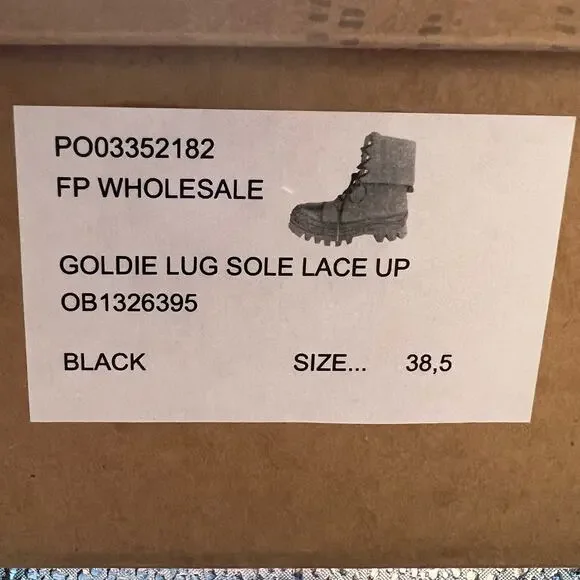 PO03352182
FP WHOLESALE
GOLDIE LUG SOLE LACE UP
OB1326395
BLACK SIZE... 38,5